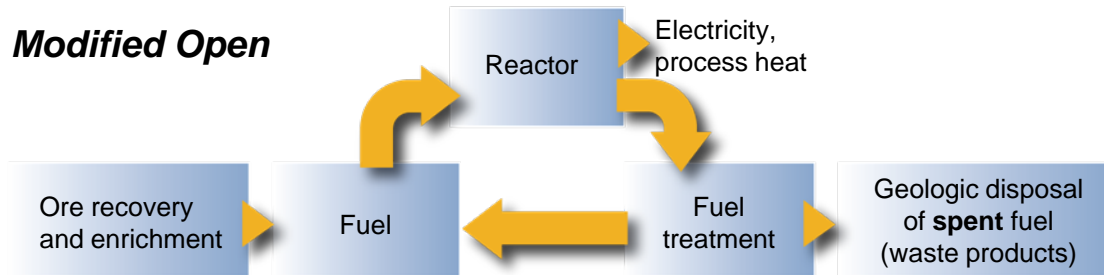 Modified Open
Reactor
Electricity,
process heat
Ore recovery
and enrichment
Fuel
Fuel
treatment
Geologic disposal
of spent fuel
(waste products)